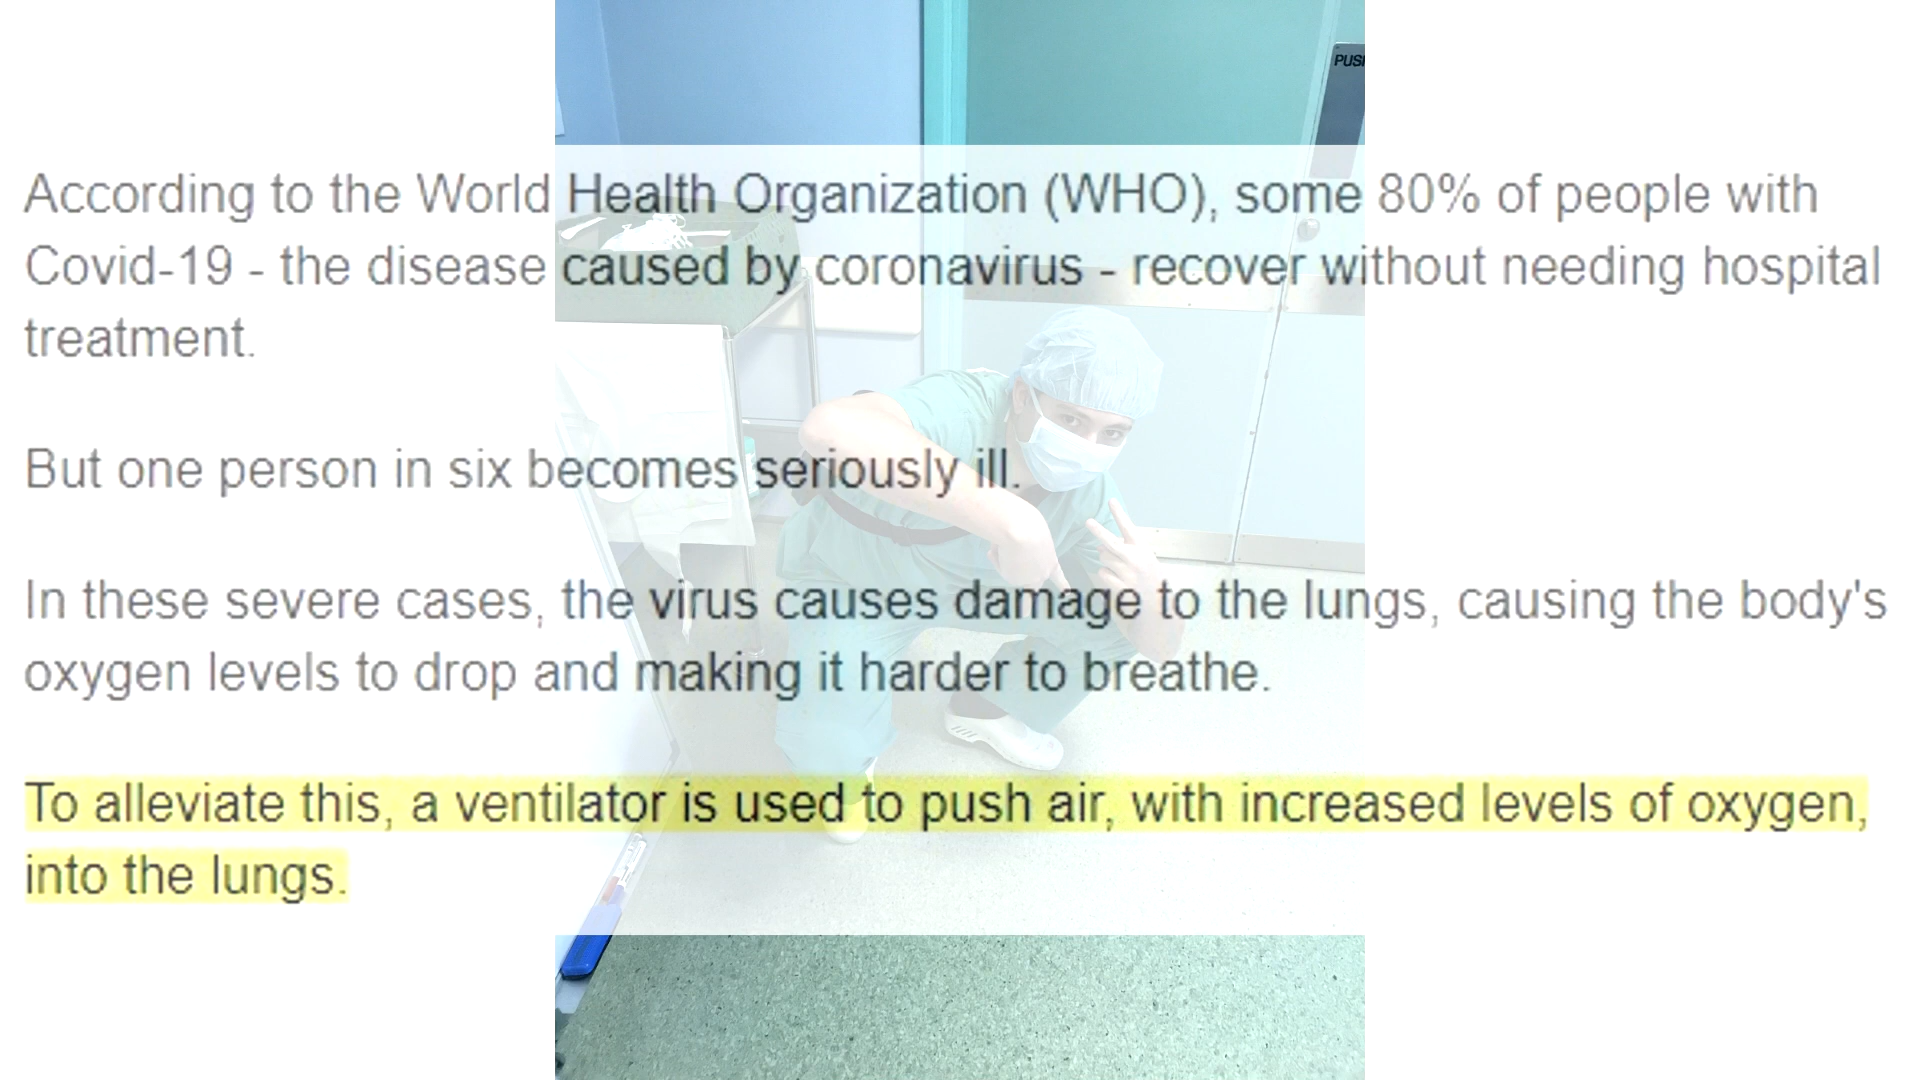 PUSH
According to the World Health Organization (WHO), some 80% of people with
Covid-19 - the disease caused by coronavirus - recover without needing hospital
treatment.
But one person in six becomes seriously ill.
In these severe cases, the virus causes damage to the lungs, causing the body's
oxygen levels to drop and making it harder to breathe.
To alleviate this, a ventilator is used to push air, with increased levels of oxygen,
into the lungs.